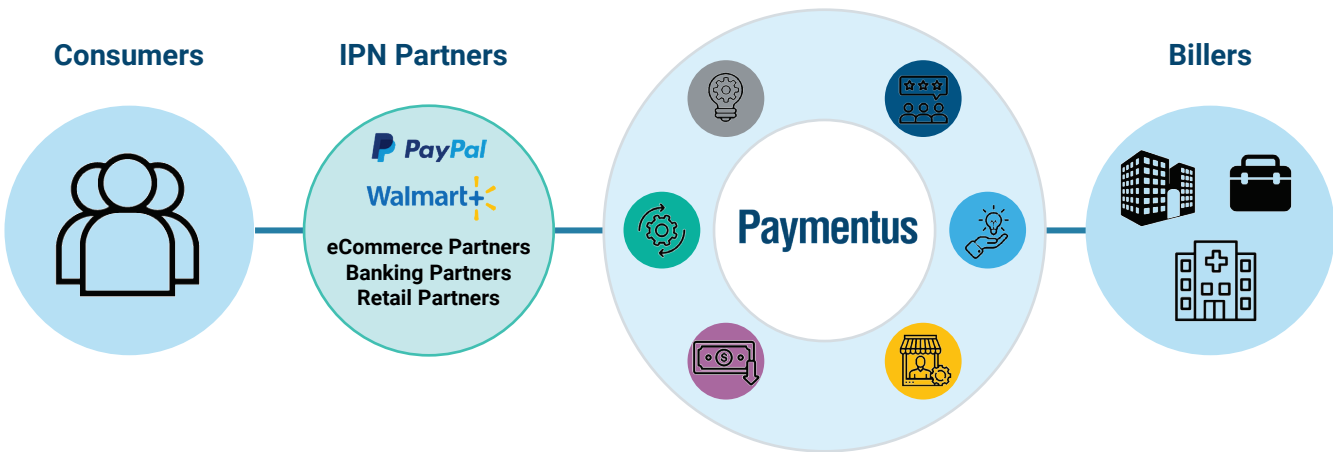 Consumers
IPN Partners
PayPal
Walmart+
eCommerce Partners
Banking Partners
Retail Partners
Paymentus
Billers